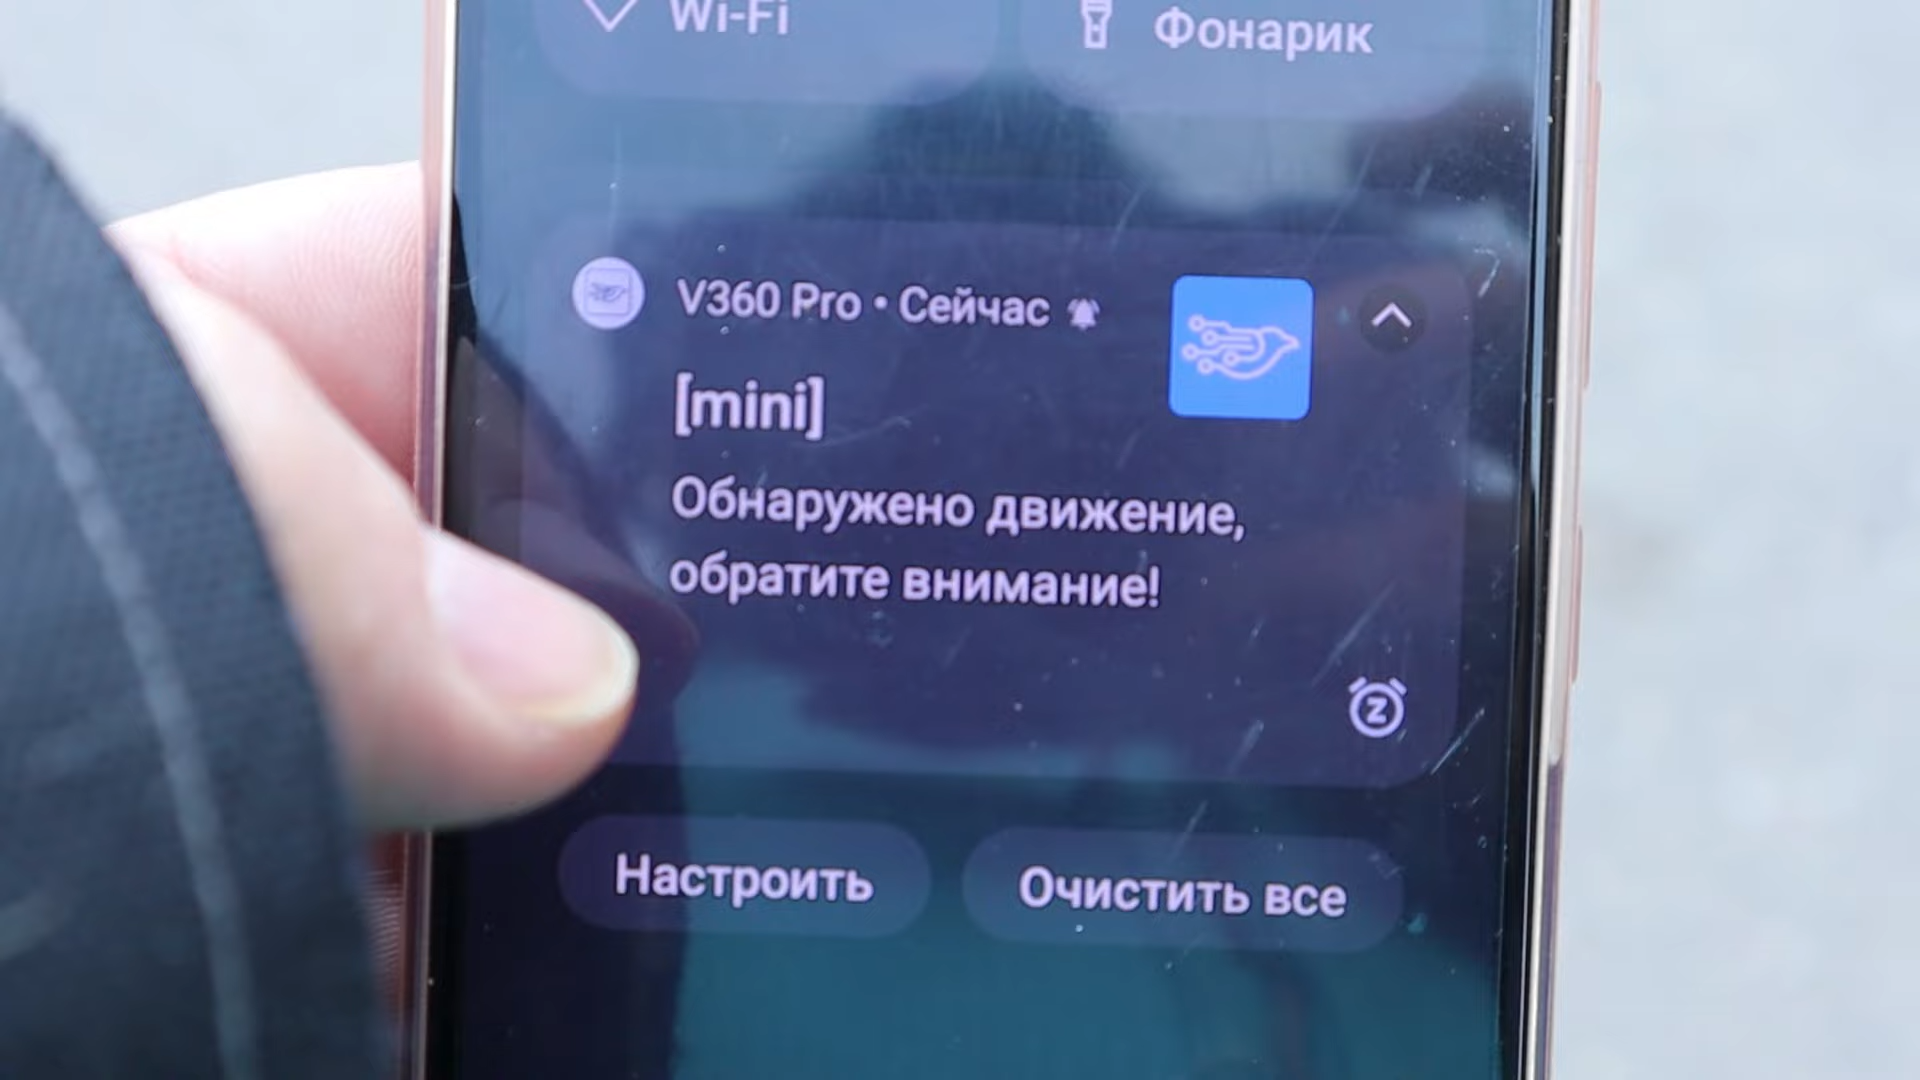 Wi-Fi
Фонарик
V360 Pro • Сейчас
[mini]
Обнаружено движение,
обратите внимание!
Настроить
Очистить все